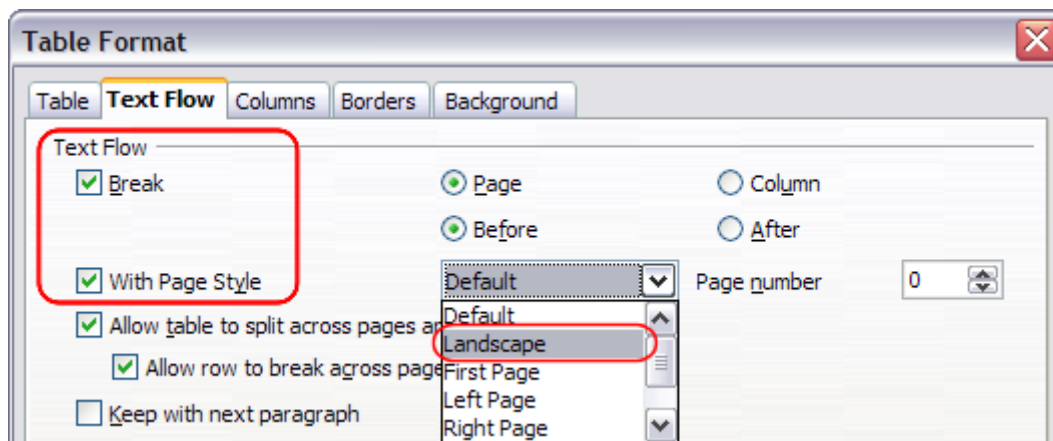 Table Format
Table Text Flow Columns Borders Background
Text Flow
Break Page Column
Before After
With Page Style Default Page number 0
Allow table to split across pages
Default
Landscape
Allow row to break across
First Page
Left Page
Keep with next paragraph
Right Page